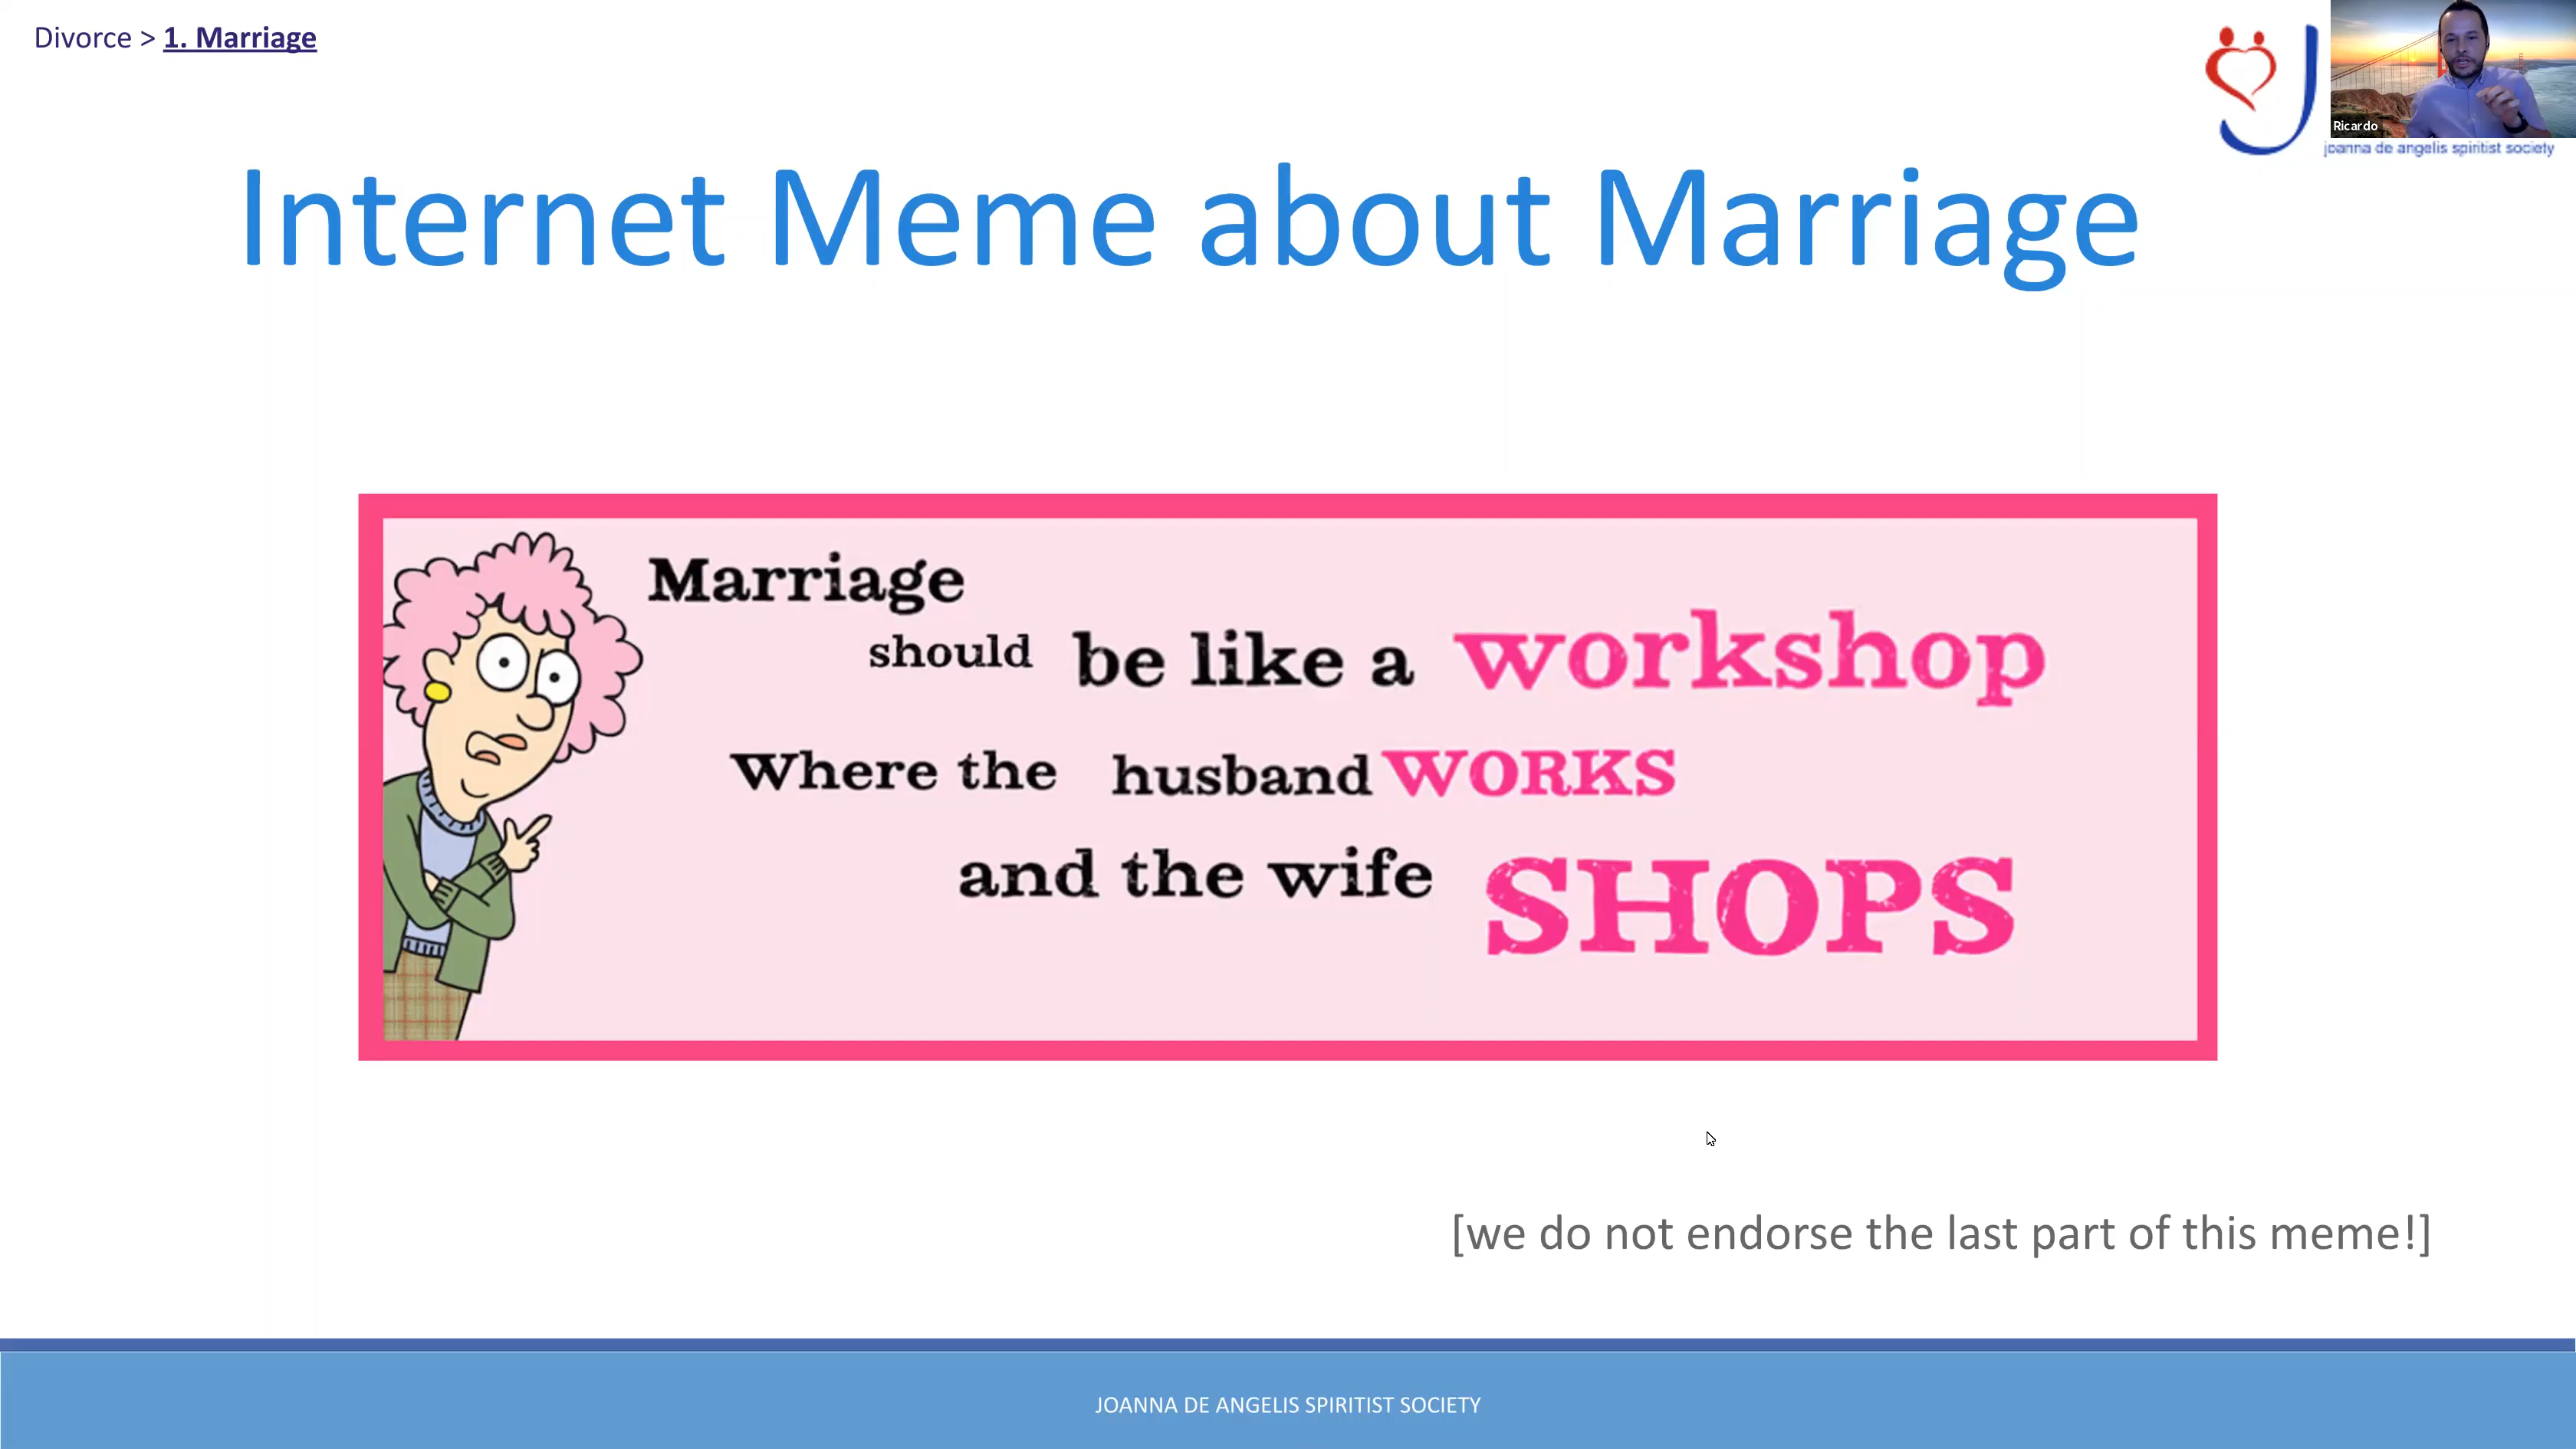 Divorce > 1. Marriage
Ricardo
joanna de angelis spiritist society
Internet Meme about Marriage
Marriage
should be like a workshop
Where the husband WORKS
and the wife SHOPS
[we do not endorse the last part of this meme!]
JOANNA DE ANGELIS SPIRITIST SOCIETY